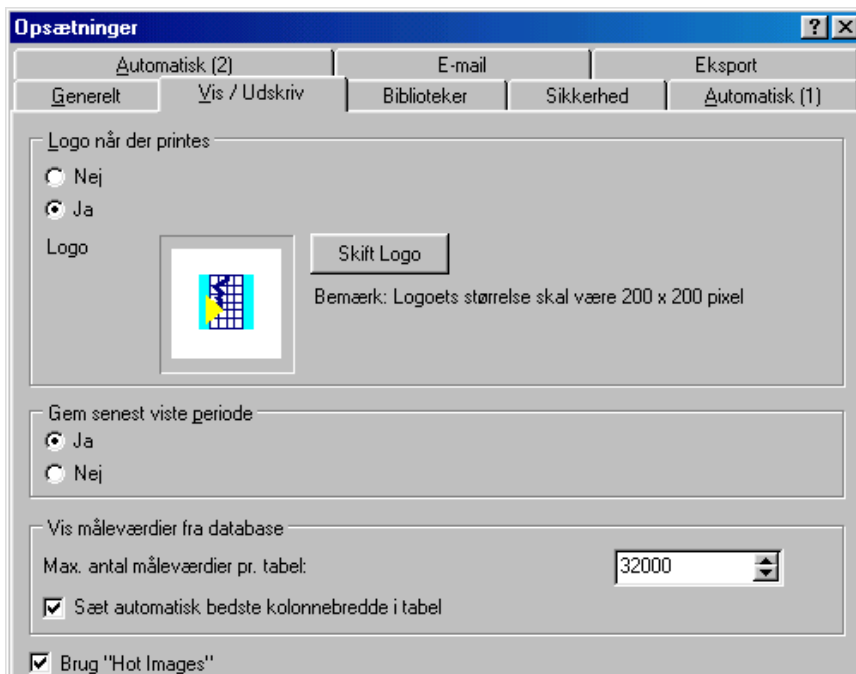 Opsætninger
Automatisk (2)
E-mail
Eksport
Generelt
Vis / Udskriv
Biblioteker
Sikkerhed
Automatisk (1)
Logo når der printes
Nej
Ja
Logo
Skift Logo
Bemærk: Logoets størrelse skal være 200 x 200 pixel
Gem senest viste periode
Ja
Nej
Vis måleværdier fra database
Max. antal måleværdier pr. tabel:
32000
Sæt automatisk bedste kolonnebredde i tabel
Brug "Hot Images"